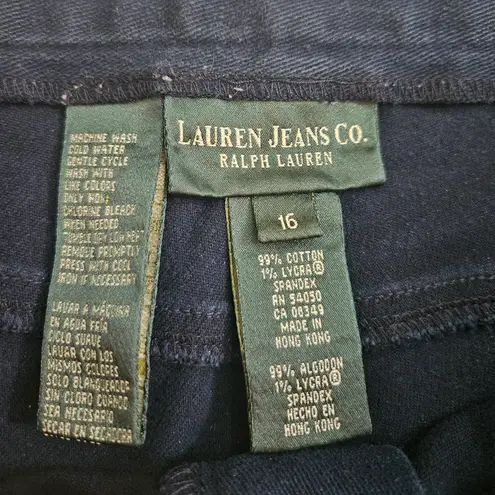 LAUREN JEANS CO.
RALPH LAUREN
16
99% COTTON
1% LYCRA®
SPANDEX
RN 54050
CA 08349
MADE IN
HONG KONG
99% ALGODON
1% LYCRA®
SPANDEX
HECHO EN
HONG KONG
MACHINE WASH
COLD WATER
GENTLE CYCLE
WASH WITH
LIKE COLORS
ONLY NON
CHLORINE BLEACH
WHEN NEEDED
TUMBLE DRY LOW
REMOVE PROMPTLY
PRESS WITH COOL
IRON IF NECESSARY
LAVAR A MÁQUINA
EN AGUA FRÍA
CICLO SUAVE
LAVAR CON LOS
MISMOS COLORES
SOLO BLANQUEADOR
SIN CLORO CUANDO
SEA NECESARIO
SECAR EN SECADORA